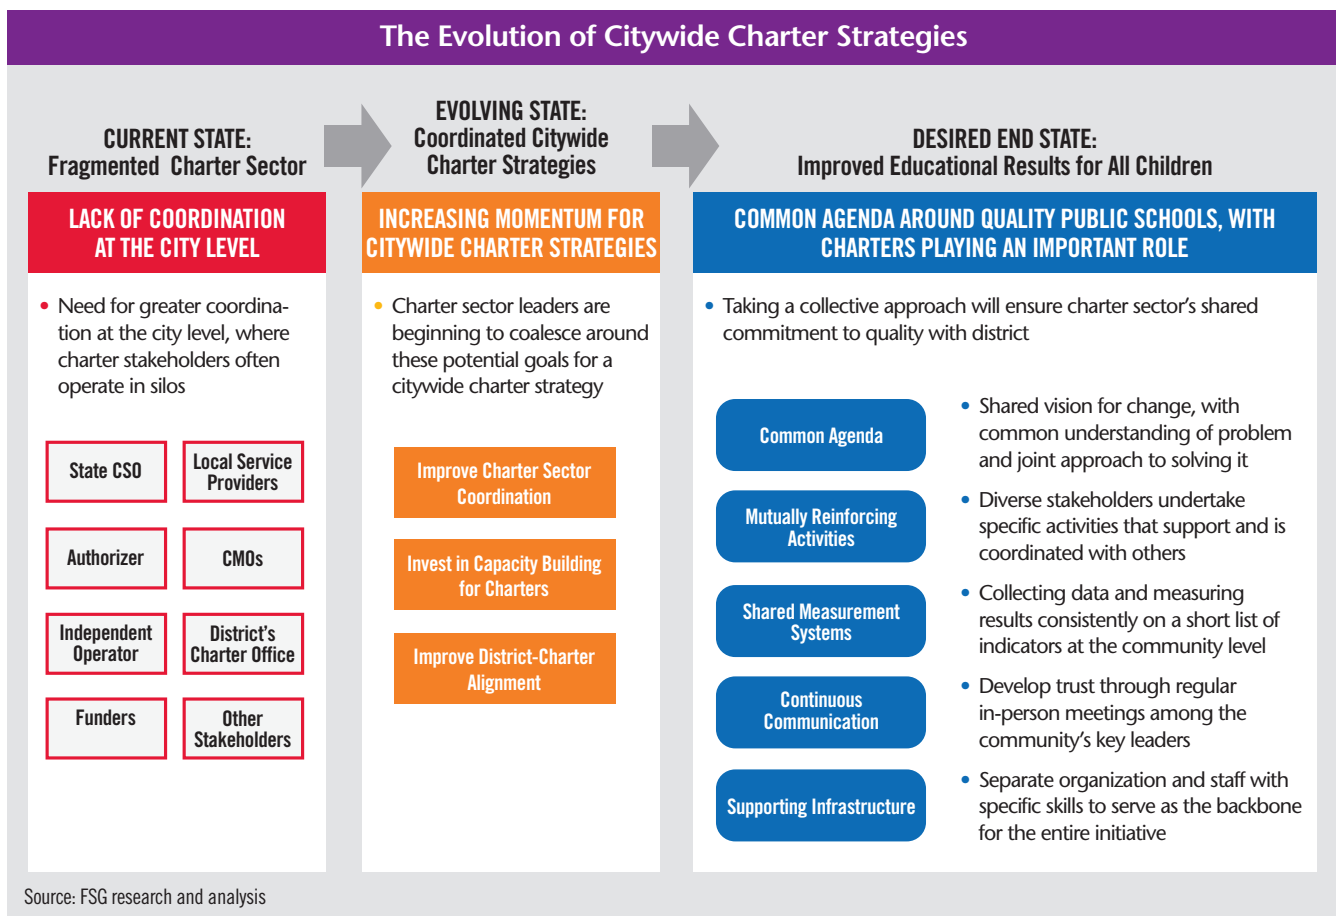 The Evolution of Citywide Charter Strategies
CURRENT STATE:
Fragmented Charter Sector
EVOLVING STATE:
Coordinated Citywide
Charter Strategies
DESIRED END STATE:
Improved Educational Results for All Children
LACK OF COORDINATION
AT THE CITY LEVEL
• Need for greater coordina-
tion at the city level, where
charter stakeholders often
operate in silos
State CSO
Local Service
Providers
Authorizer
CMOs
Independent
Operator
District's
Charter Office
Funders
Other
Stakeholders
INCREASING MOMENTUM FOR
CITYWIDE CHARTER STRATEGIES
• Charter sector leaders are
beginning to coalesce around
these potential goals for a
citywide charter strategy
Improve Charter Sector
Coordination
Invest in Capacity Building
for Charters
Improve District-Charter
Alignment
COMMON AGENDA AROUND QUALITY PUBLIC SCHOOLS, WITH
CHARTERS PLAYING AN IMPORTANT ROLE
• Taking a collective approach will ensure charter sector's shared
commitment to quality with district
Common Agenda
• Shared vision for change, with
common understanding of problem
and joint approach to solving it
Mutually Reinforcing
Activities
• Diverse stakeholders undertake
specific activities that support and is
coordinated with others
Shared Measurement
Systems
• Collecting data and measuring
results consistently on a short list of
indicators at the community level
Continuous
Communication
• Develop trust through regular
in-person meetings among the
community's key leaders
Supporting Infrastructure
• Separate organization and staff with
specific skills to serve as the backbone
for the entire initiative
Source: FSG research and analysis